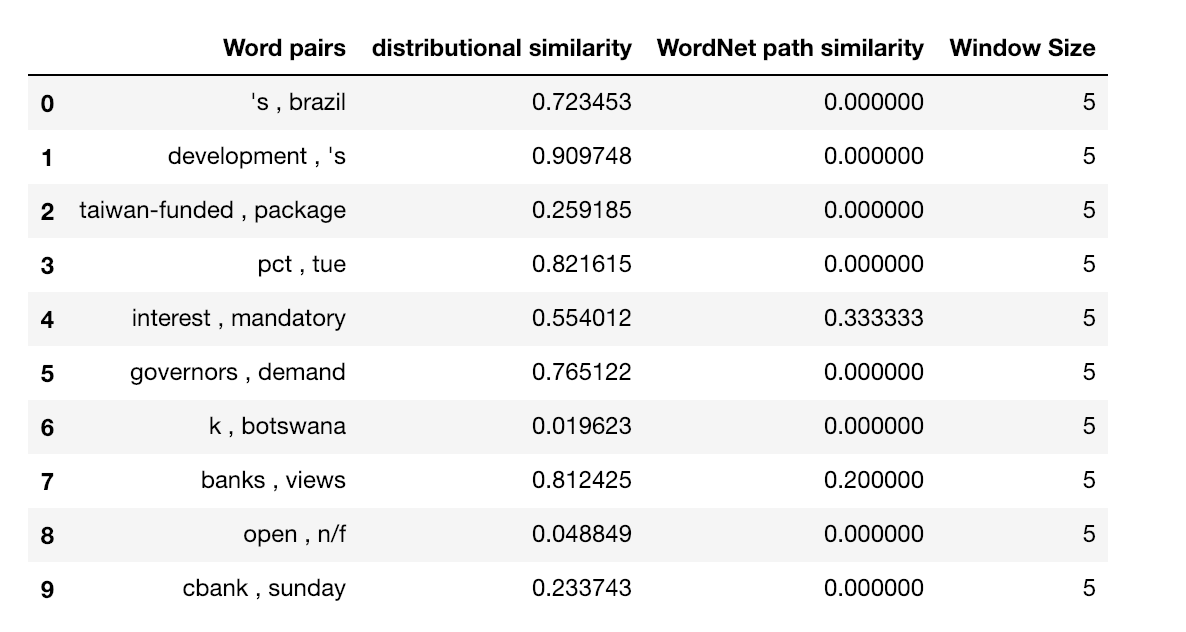 Word pairs distributional similarity WordNet path similarity Window Size
0 's , brazil 0.723453 0.000000 5
1 development , 's 0.909748 0.000000 5
2 taiwan-funded , package 0.259185 0.000000 5
3 pct , tue 0.821615 0.000000 5
4 interest , mandatory 0.554012 0.333333 5
5 governors , demand 0.765122 0.000000 5
6 k , botswana 0.019623 0.000000 5
7 banks , views 0.812425 0.200000 5
8 open , n/f 0.048849 0.000000 5
9 cbank , sunday 0.233743 0.000000 5